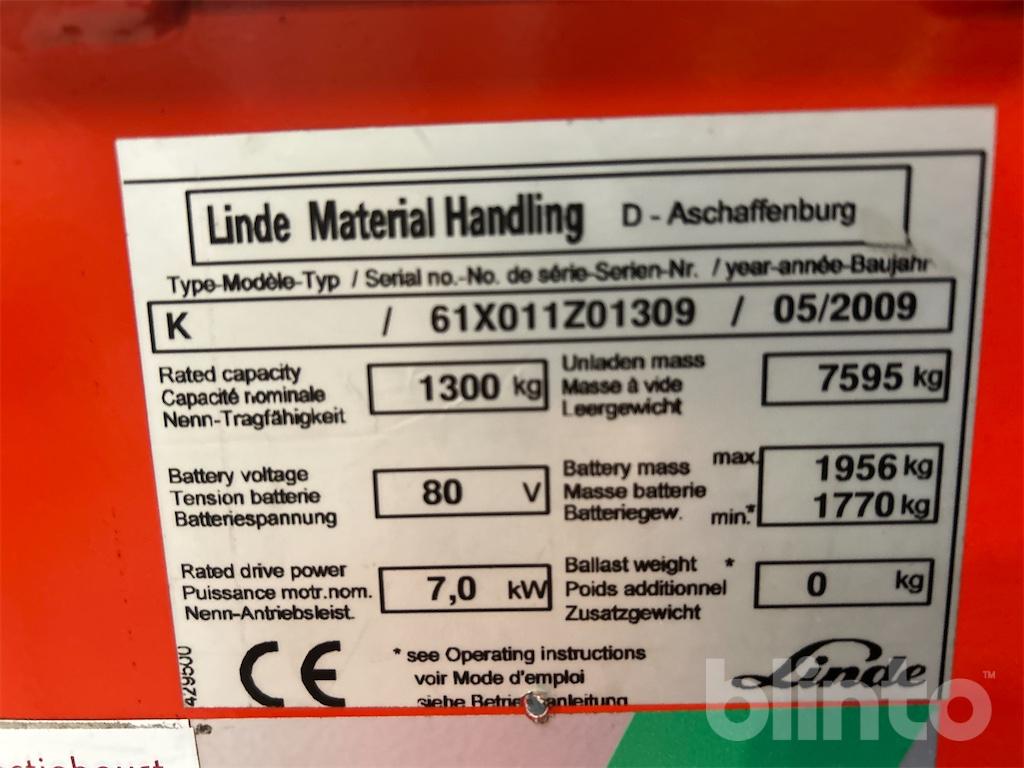 Linde Material Handling D - Aschaffenburg
Type-Modèle-Typ / Serial no.-No. de série-Serien-Nr. / year-année-Baujahr
K / 61X011Z01309 / 05/2009
Rated capacity
Capacité nominale
Nenn-Tragfähigkeit
1300 kg
Unladen mass
Masse à vide
Leergewicht
7595 kg
Battery voltage
Tension batterie
Batteriespannung
80 V
Battery mass
Masse batterie
Batteriegew.
max. 1956 kg
min.* 1770 kg
Rated drive power
Puissance motr.nom.
Nenn-Antriebsleist.
7,0 kW
Ballast weight *
Poids additionnel
Zusatzgewicht
0 kg
429500
CE
* see Operating instructions
voir Mode d'emploi
siehe Betriebsanleitung
Linde
blinto™